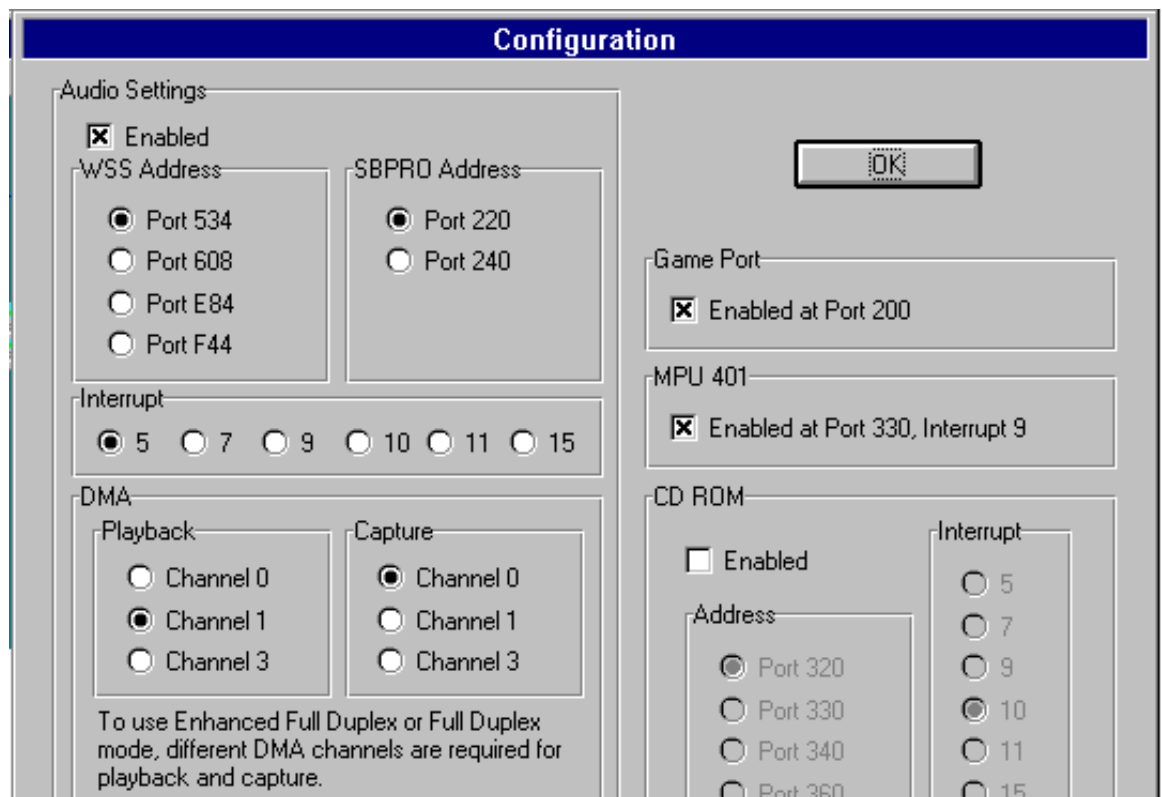 Configuration
Audio Settings
Enabled
WSS Address
Port 534
Port 608
Port E84
Port F44
SBPRO Address
Port 220
Port 240
Interrupt
5 7 9 10 11 15
DMA
Playback
Channel 0
Channel 1
Channel 3
Capture
Channel 0
Channel 1
Channel 3
To use Enhanced Full Duplex or Full Duplex
mode, different DMA channels are required for
playback and capture.
OK
Game Port
Enabled at Port 200
MPU 401
Enabled at Port 330, Interrupt 9
CD ROM
Enabled
Address
Port 320
Port 330
Port 340
Port 360
Interrupt
5
7
9
10
11
15